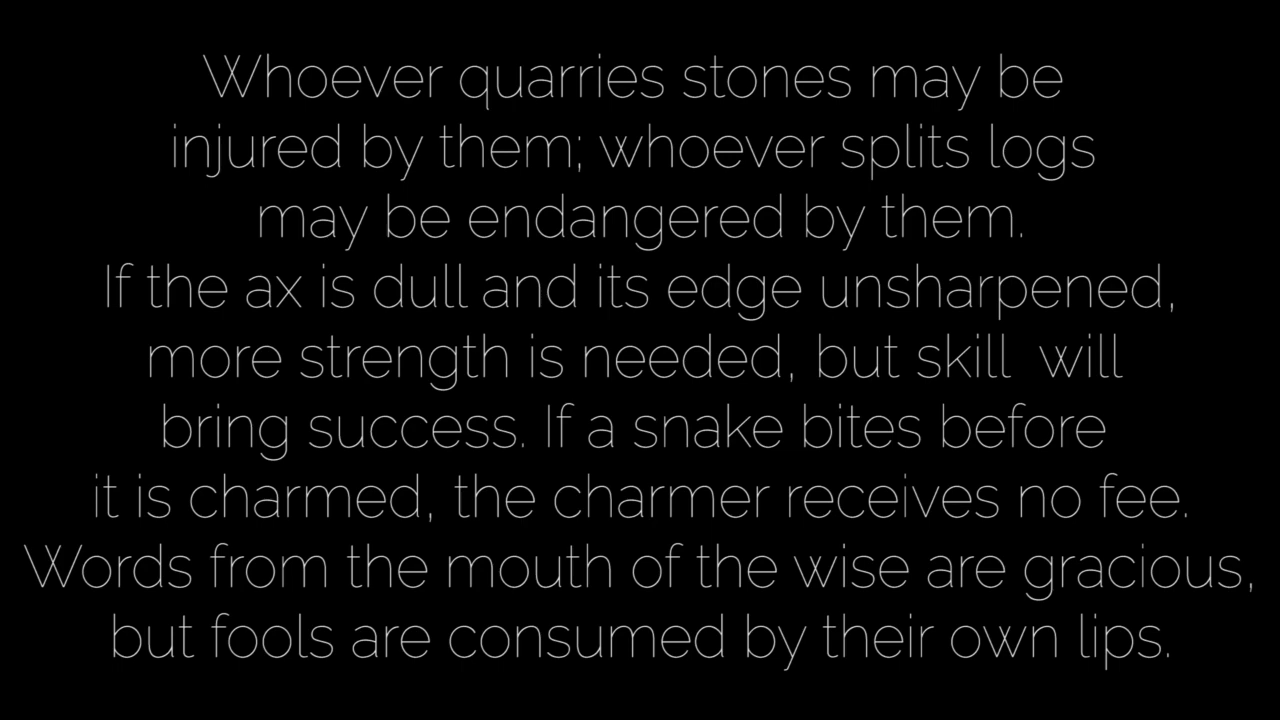 Whoever quarries stones may be
injured by them; whoever splits logs
may be endangered by them.
If the ax is dull and its edge unsharpened,
more strength is needed, but skill  will
bring success. If a snake bites before
it is charmed, the charmer receives no fee.
Words from the mouth of the wise are gracious,
but fools are consumed by their own lips.